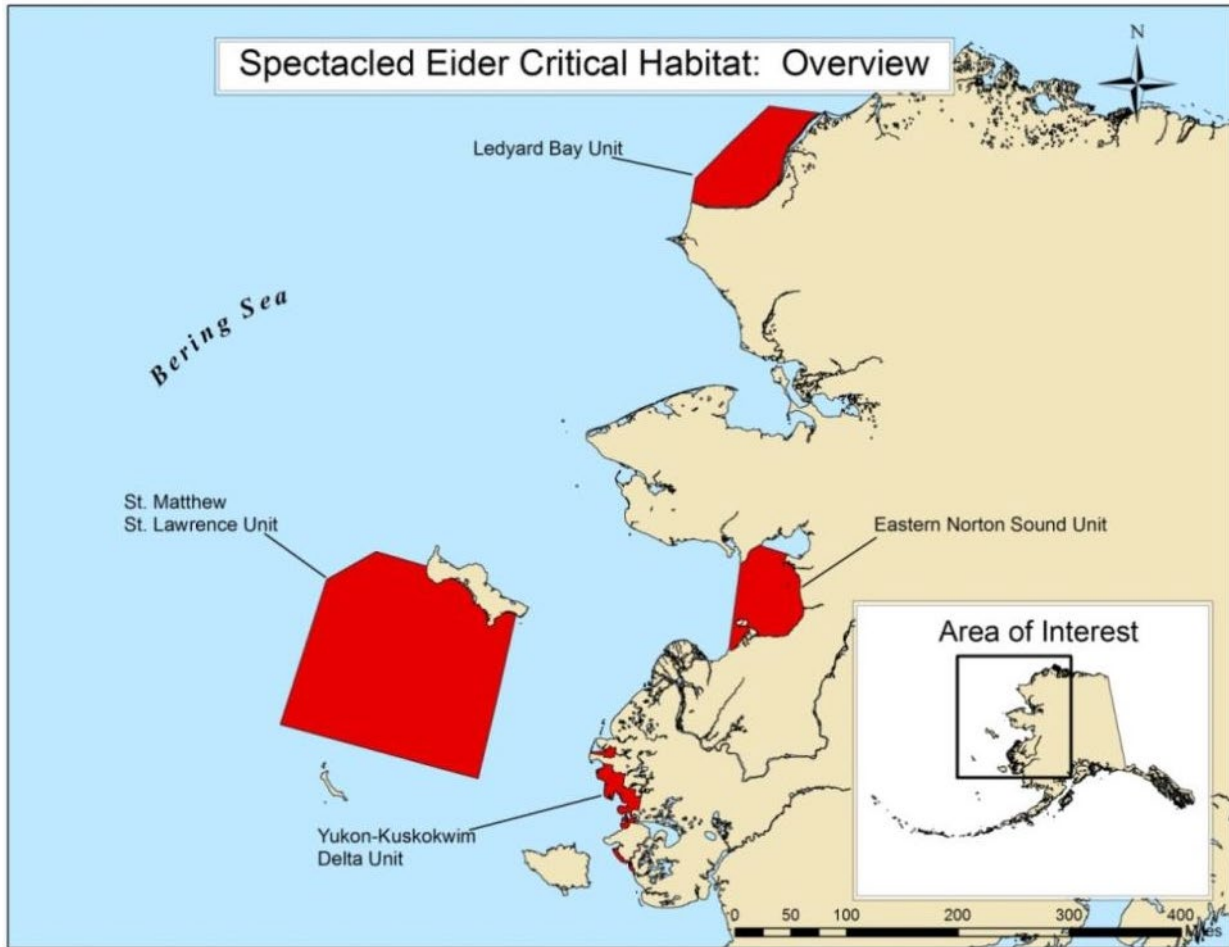 Spectacled Eider Critical Habitat: Overview
N
Ledyard Bay Unit
Bering Sea
St. Matthew
St. Lawrence Unit
Eastern Norton Sound Unit
Area of Interest
Yukon-Kuskokwim
Delta Unit
0 50 100 200 300 400
Miles